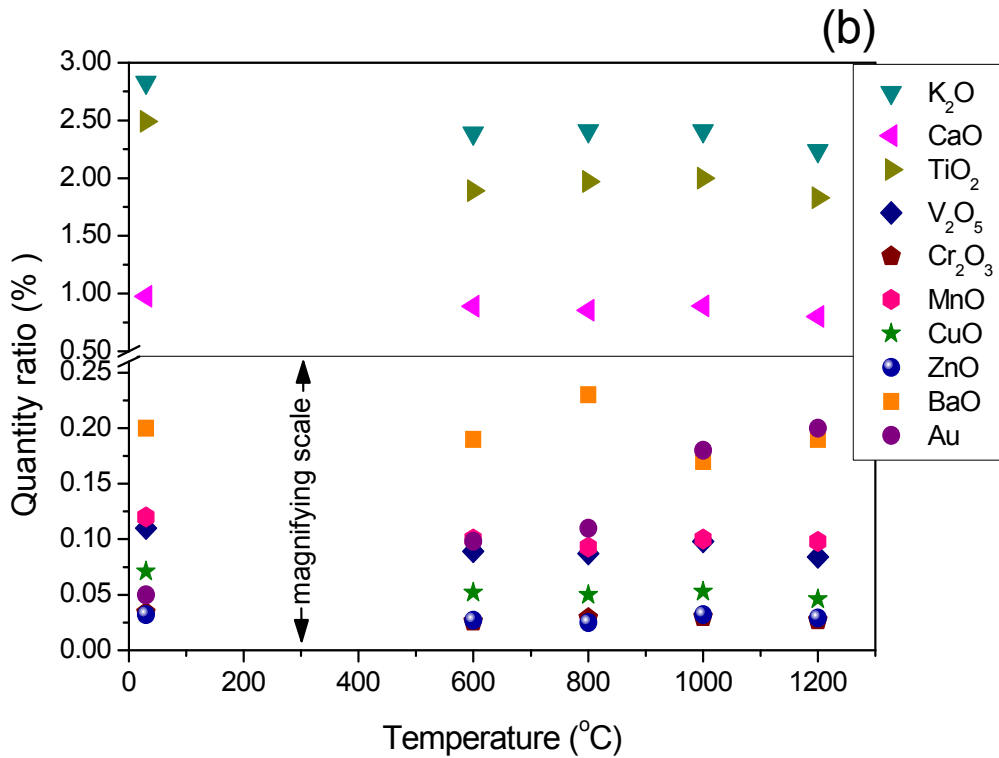 (b)
3.00
2.50
2.00
1.50
1.00
0.50
0.25
0.20
0.15
0.10
0.05
0.00
Quantity ratio (%)
magnifying scale
0 200 400 600 800 1000 1200
Temperature (°C)
K₂O
CaO
TiO₂
V₂O₅
Cr₂O₃
MnO
CuO
ZnO
BaO
Au